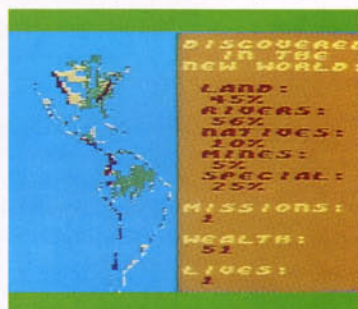 DISCOVERED
IN THE
NEW WORLD:
LAND:
45%
RIVERS:
56%
NATIVES:
10%
MINES:
5%
SPECIAL:
25%
MISSIONS:
1
WEALTH:
51
LIVES:
1